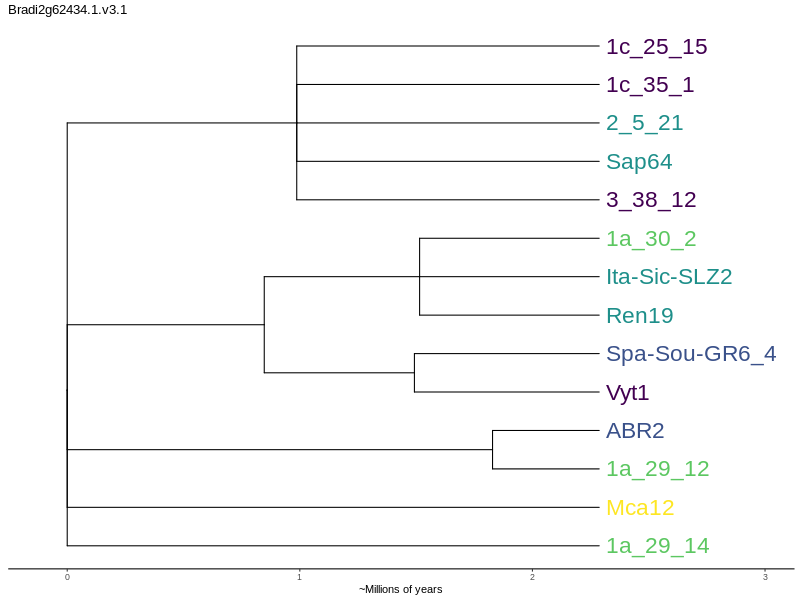 Bradi2g62434.1.v3.1
1c_25_15
1c_35_1
2_5_21
Sap64
3_38_12
1a_30_2
Ita-Sic-SLZ2
Ren19
Spa-Sou-GR6_4
Vyt1
ABR2
1a_29_12
Mca12
1a_29_14
0 1 2 3
~Millions of years